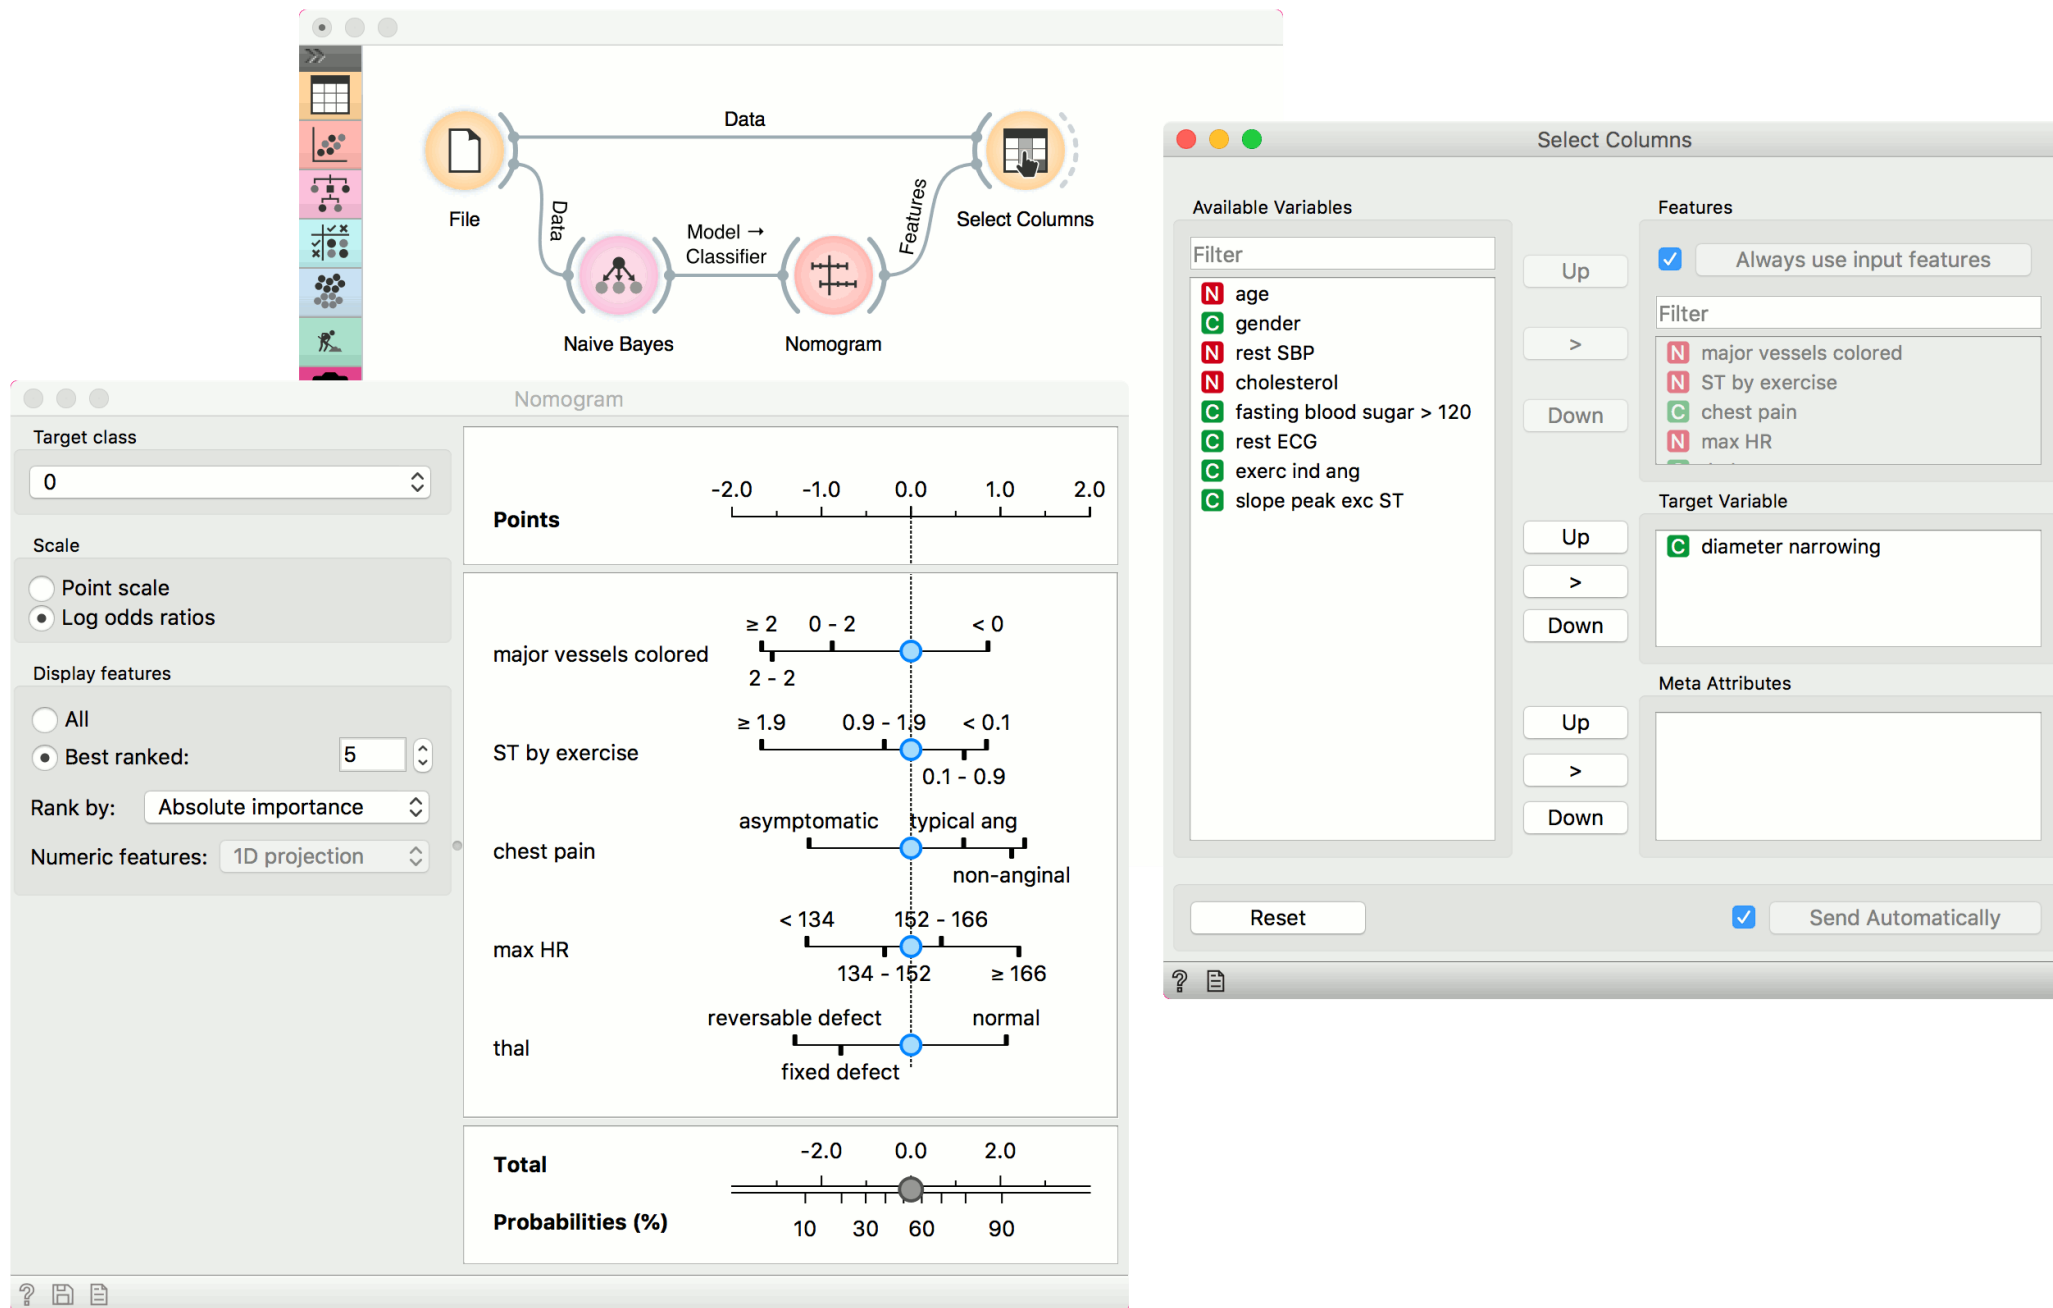 Data
File
Data
Model →
Classifier
Features
Select Columns
Naive Bayes
Nomogram
Nomogram
Target class
0
Scale
Point scale
Log odds ratios
Display features
All
Best ranked:
5
Rank by:
Absolute importance
Numeric features:
1D projection
-2.0 -1.0 0.0 1.0 2.0
Points
≥ 2 0 - 2 < 0
major vessels colored
2 - 2
≥ 1.9 0.9 - 1.9 < 0.1
ST by exercise
0.1 - 0.9
asymptomatic typical ang
chest pain
non-anginal
< 134 152 - 166
max HR
134 - 152 ≥ 166
reversable defect normal
thal
fixed defect
-2.0 0.0 2.0
Total
Probabilities (%)
10 30 60 90
Select Columns
Available Variables
Filter
N age
C gender
N rest SBP
N cholesterol
C fasting blood sugar > 120
C rest ECG
C exerc ind ang
C slope peak exc ST
Up
>
Down
Up
>
Down
Up
>
Down
Features
Always use input features
Filter
N major vessels colored
N ST by exercise
C chest pain
N max HR
Target Variable
C diameter narrowing
Meta Attributes
Reset
Send Automatically
?
?